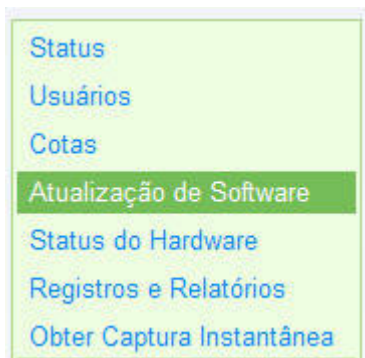 Status
Usuários
Cotas
Atualização de Software
Status do Hardware
Registros e Relatórios
Obter Captura Instantânea